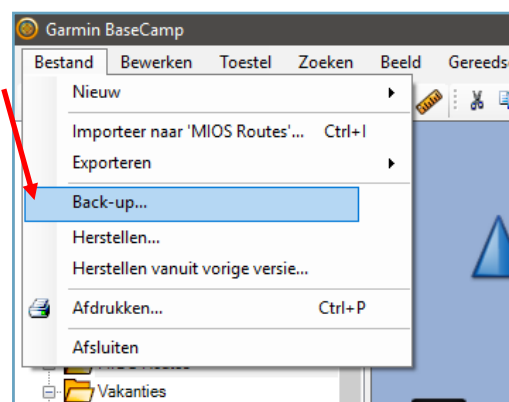 Garmin BaseCamp
Bestand Bewerken Toestel Zoeken Beeld
Nieuw
Importeer naar 'MIOS Routes'... Ctrl+I
Exporteren
Back-up...
Herstellen...
Herstellen vanuit vorige versie...
Afdrukken... Ctrl+P
Afsluiten
Vakanties